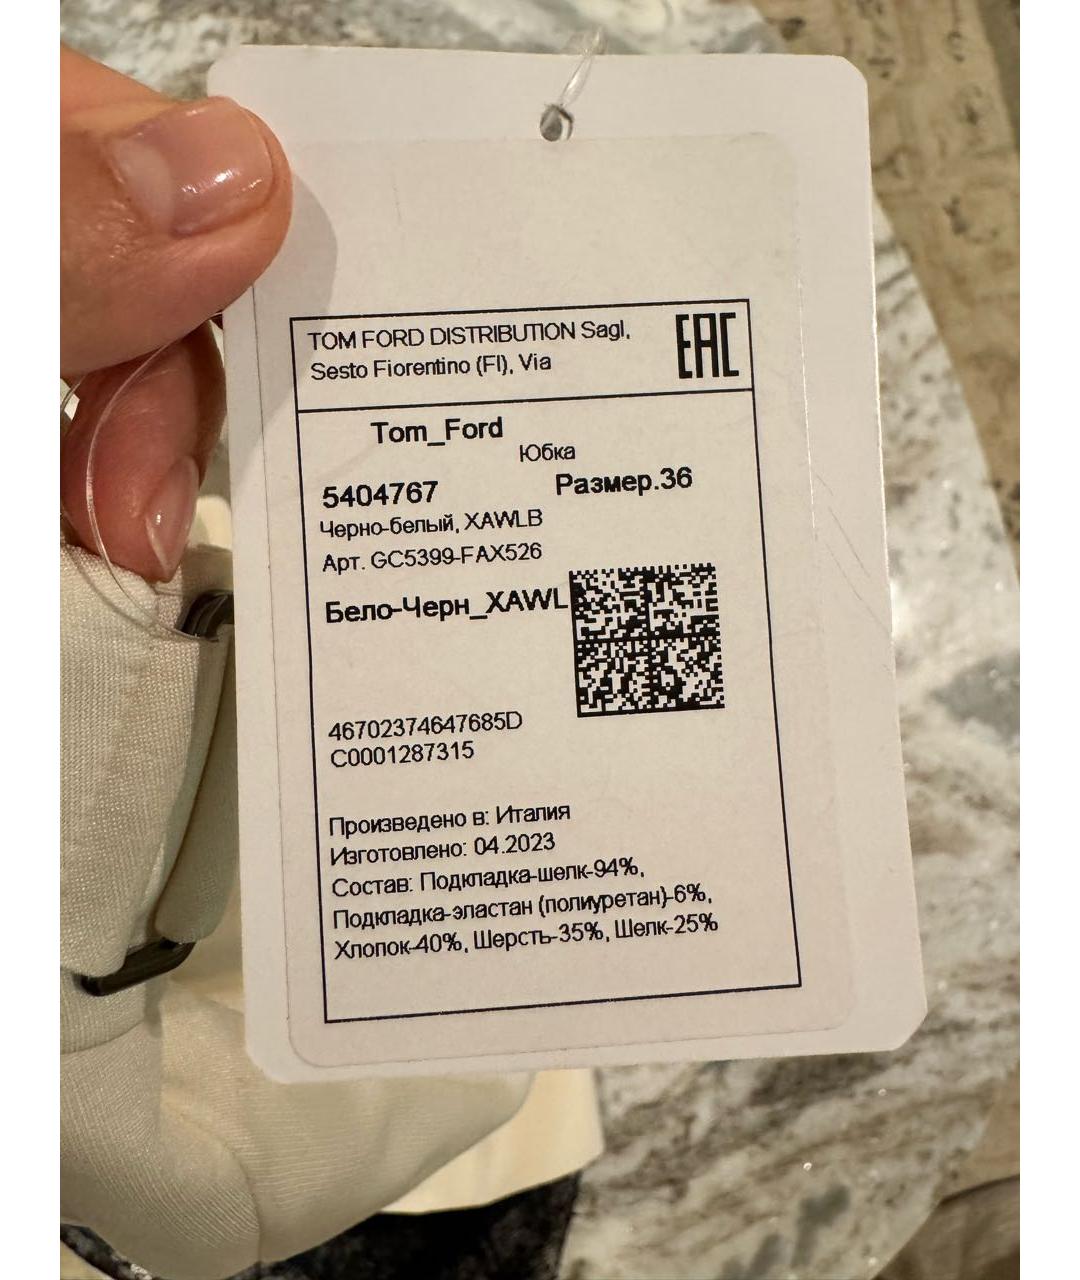 TOM FORD DISTRIBUTION Sagl,
Sesto Fiorentino (FI), Via
EAC
Tom_Ford
Юбка
5404767 Размер.36
Черно-белый, XAWLB
Арт. GC5399-FAX526
Бело-Черн_XAWL
46702374647685D
C0001287315
Произведено в: Италия
Изготовлено: 04.2023
Состав: Подкладка-шелк-94%,
Подкладка-эластан (полиуретан)-6%,
Хлопок-40%, Шерсть-35%, Шелк-25%